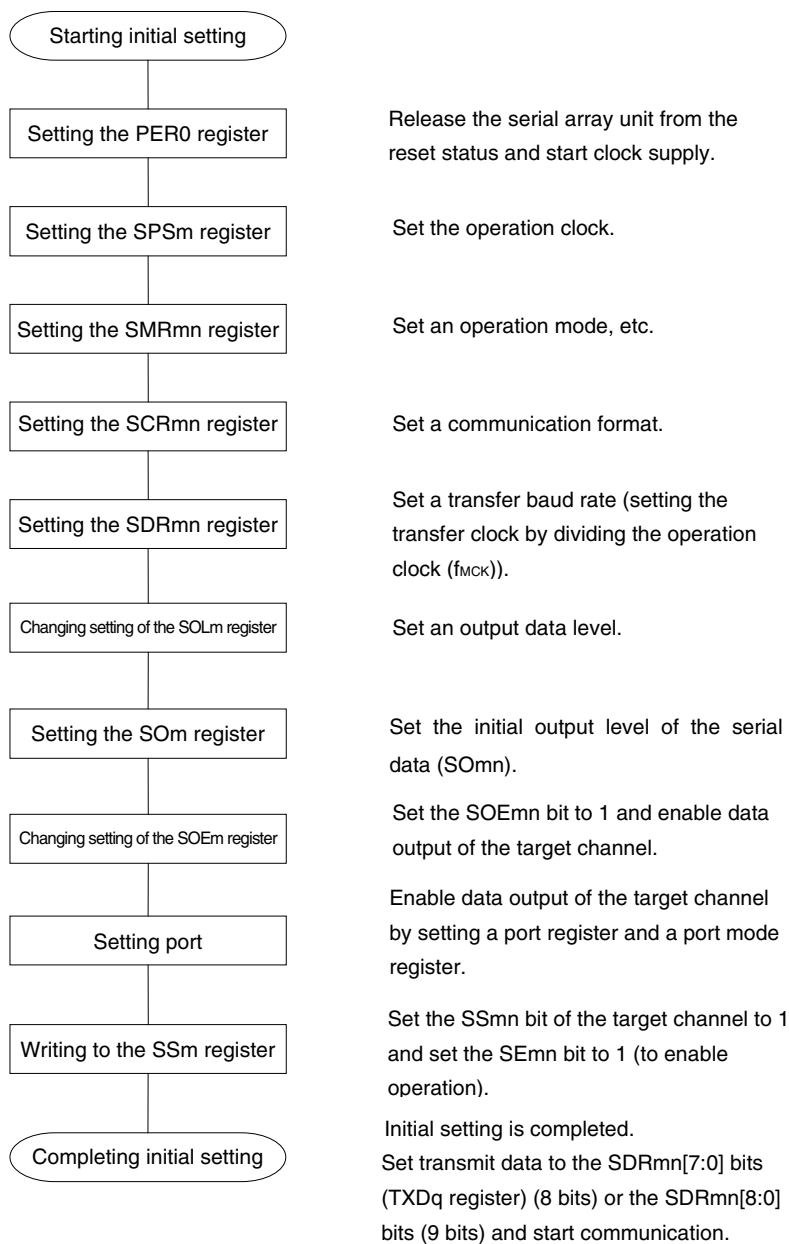 Starting initial setting
Setting the PER0 register
Release the serial array unit from the
reset status and start clock supply.
Setting the SPSm register
Set the operation clock.
Setting the SMRmn register
Set an operation mode, etc.
Setting the SCRmn register
Set a communication format.
Setting the SDRmn register
Set a transfer baud rate (setting the
transfer clock by dividing the operation
clock (fMCK)).
Changing setting of the SOLm register
Set an output data level.
Setting the SOm register
Set the initial output level of the serial
data (SOmn).
Changing setting of the SOEm register
Set the SOEmn bit to 1 and enable data
output of the target channel.
Setting port
Enable data output of the target channel
by setting a port register and a port mode
register.
Writing to the SSm register
Set the SSmn bit of the target channel to 1
and set the SEmn bit to 1 (to enable
operation).
Completing initial setting
Initial setting is completed.
Set transmit data to the SDRmn[7:0] bits
(TXDq register) (8 bits) or the SDRmn[8:0]
bits (9 bits) and start communication.